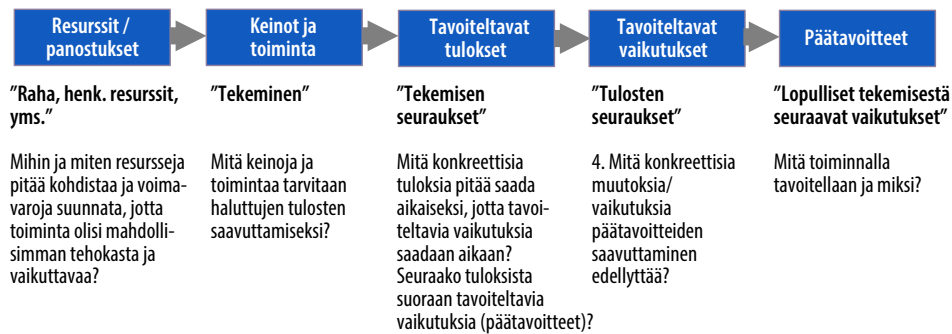 Resurssit /
panostukset
Keinot ja
toiminta
Tavoiteltavat
tulokset
Tavoiteltavat
vaikutukset
Päätavoitteet
"Raha, henk. resurssit,
yms."
"Tekeminen"
"Tekemisen
seuraukset"
"Tulosten
seuraukset"
"Lopulliset tekemisestä
seuraavat vaikutukset"
Mihin ja miten resursseja
pitää kohdistaa ja voima-
varoja suunnata, jotta
toiminta olisi mahdolli-
simman tehokasta ja
vaikuttavaa?
Mitä keinoja ja
toimintaa tarvitaan
haluttujen tulosten
saavuttamiseksi?
Mitä konkreettisia
tuloksia pitää saada
aikaiseksi, jotta tavoi-
teltavia vaikutuksia
saadaan aikaan?
Seuraako tuloksista
suoraan tavoiteltavia
vaikutuksia (päätavoitteet)?
4. Mitä konkreettisia
muutoksia/
vaikutuksia
päätavoitteiden
saavuttaminen
edellyttää?
Mitä toiminnalla
tavoitellaan ja miksi?